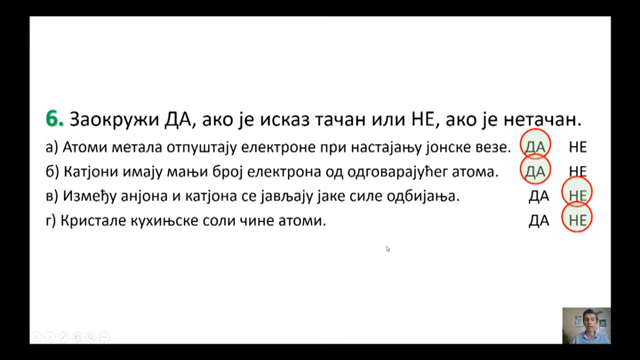 6. Заокружи ДА, ако је исказ тачан или НЕ, ако је нетачан.
а) Атоми метала отпуштају електроне при настајању јонске везе. ДА НЕ
б) Катјони имају мањи број електрона од одговарајућег атома. ДА НЕ
в) Између анјона и катјона се јављају јаке силе одбијања. ДА НЕ
г) Кристале кухињске соли чине атоми. ДА НЕ